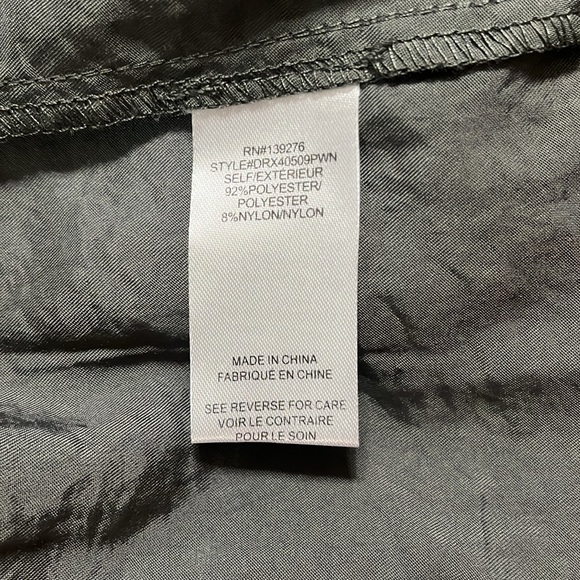 RN#139276
STYLE#DRX40509PWN
SELF/EXTÉRIEUR
92%POLYESTER/
POLYESTER
8%NYLON/NYLON
MADE IN CHINA
FABRIQUÉ EN CHINE
SEE REVERSE FOR CARE
VOIR LE CONTRAIRE
POUR LE SOIN